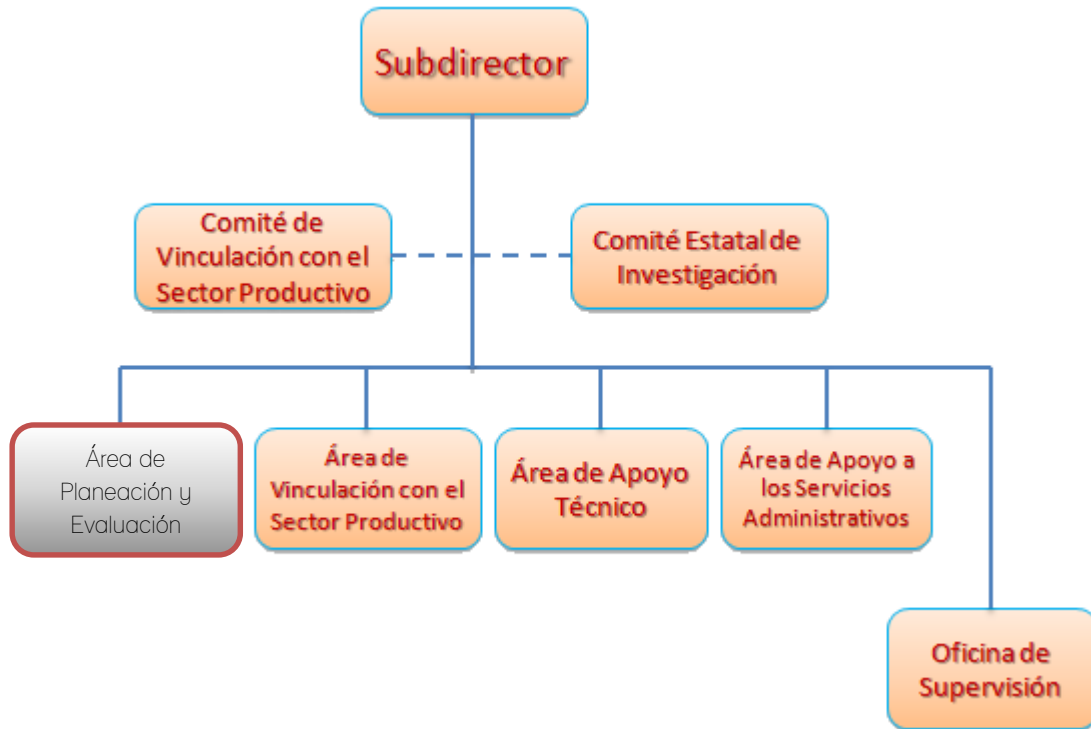 Subdirector
Comité de
Vinculación con el
Sector Productivo
Comité Estatal de
Investigación
Área de
Planeación y
Evaluación
Área de
Vinculación con el
Sector Productivo
Área de Apoyo
Técnico
Área de Apoyo a
los Servicios
Administrativos
Oficina de
Supervisión